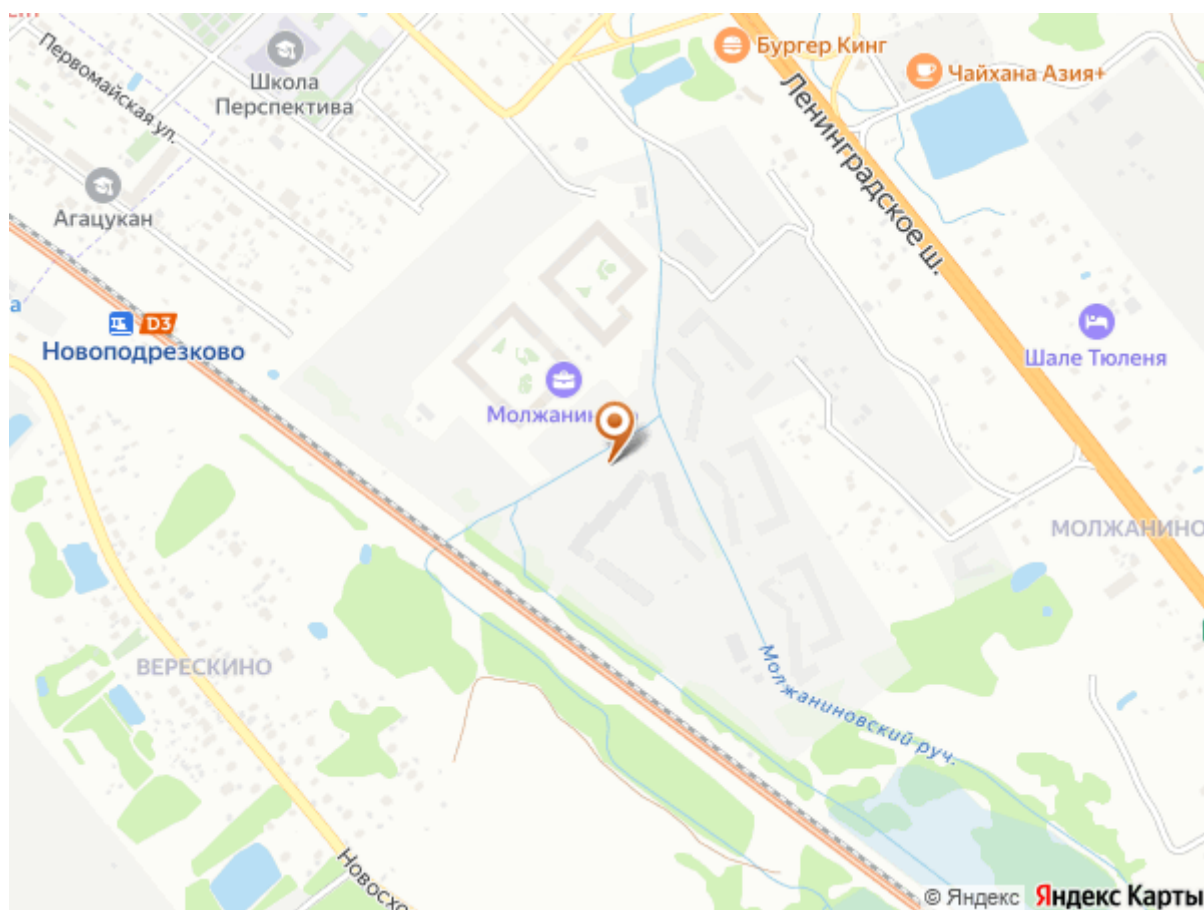 Бургер Кинг
Чайхана Азия+
Первомайская ул.
Школа
Перспектива
Ленинградское ш.
Агацукан
D3
Новоподрезково
Шале Тюленя
МОЛЖАНИНО
ВЕРЕСКИНО
Молжаниновский руч.
© Яндекс Яндекс Карты